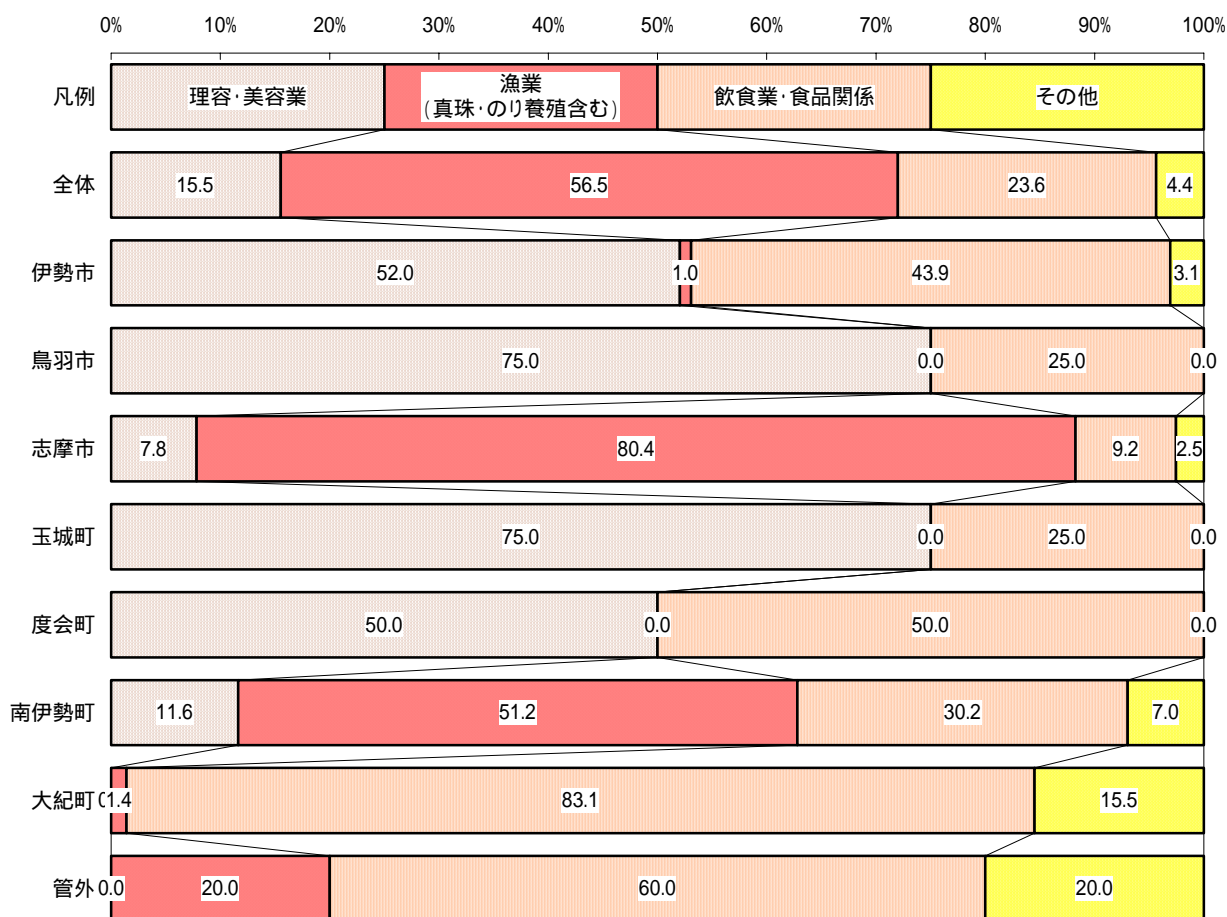 0% 10% 20% 30% 40% 50% 60% 70% 80% 90% 100%
凡例 理容･美容業 漁業 飲食業･食品関係 その他
(真珠･のり養殖含む)
全体 15.5 56.5 23.6 4.4
伊勢市 52.0 1.0 43.9 3.1
鳥羽市 75.0 0.0 25.0 0.0
志摩市 7.8 80.4 9.2 2.5
玉城町 75.0 0.0 25.0 0.0
度会町 50.0 0.0 50.0 0.0
南伊勢町 11.6 51.2 30.2 7.0
大紀町 1.4 83.1 15.5
管外 0.0 20.0 60.0 20.0